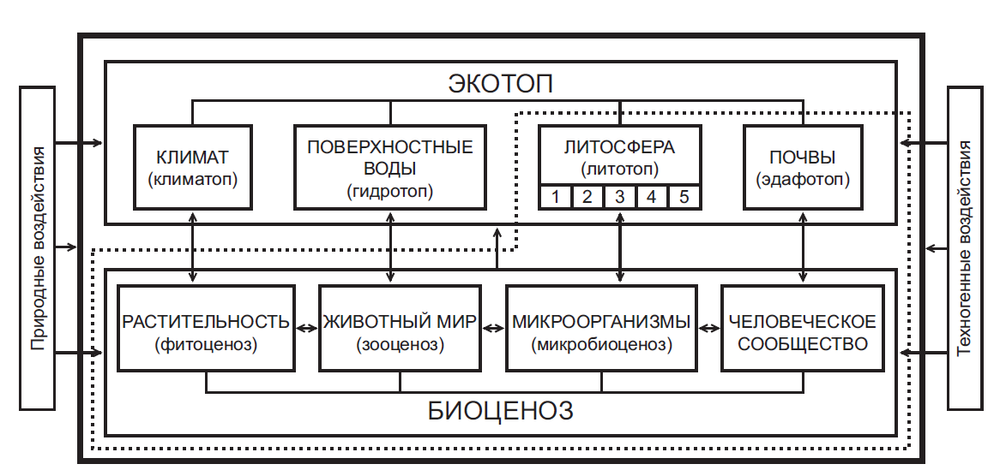 ЭКОТОП
КЛИМАТ
(климатоп)
ПОВЕРХНОСТНЫЕ
ВОДЫ
(гидротоп)
ЛИТОСФЕРА
(литотоп)
1 2 3 4 5
ПОЧВЫ
(эдафотоп)
Природные воздействия
Техногенные воздействия
РАСТИТЕЛЬНОСТЬ
(фитоценоз)
ЖИВОТНЫЙ МИР
(зооценоз)
МИКРООРГАНИЗМЫ
(микробиоценоз)
ЧЕЛОВЕЧЕСКОЕ
СООБЩЕСТВО
БИОЦЕНОЗ